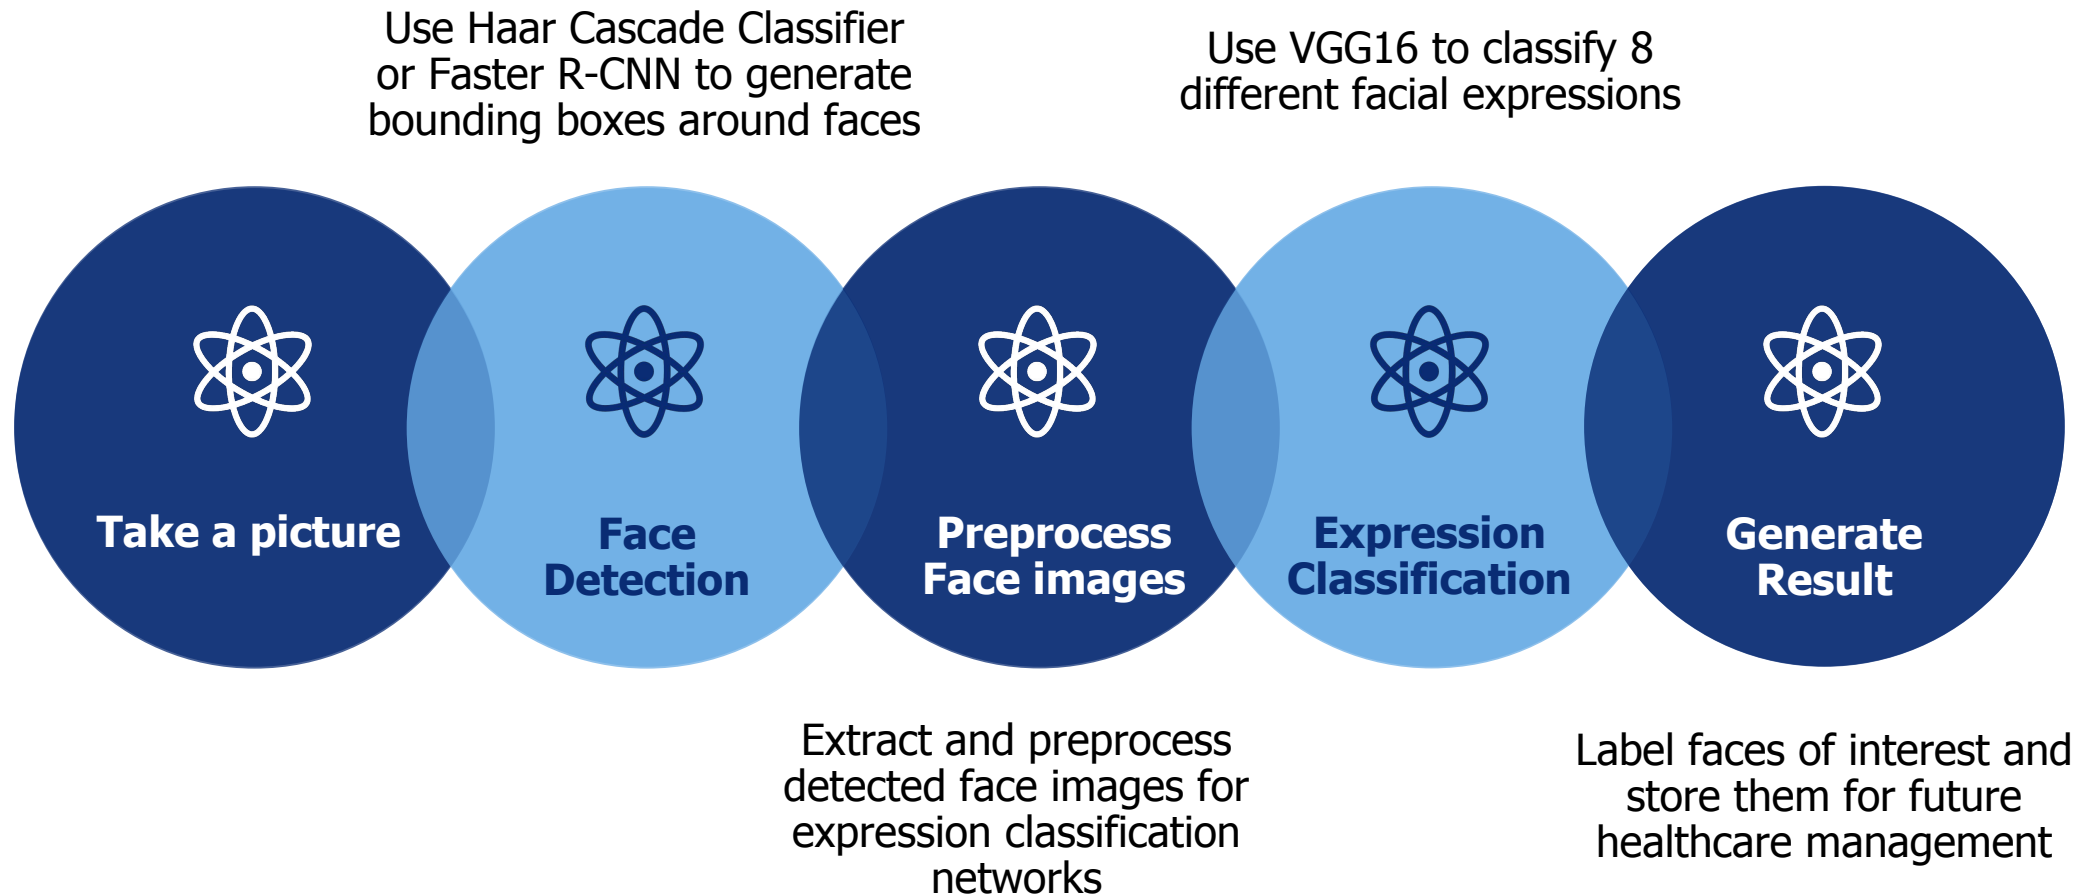 Use Haar Cascade Classifier
or Faster R-CNN to generate
bounding boxes around faces
Use VGG16 to classify 8
different facial expressions
Take a picture
Face
Detection
Preprocess
Face images
Expression
Classification
Generate
Result
Extract and preprocess
detected face images for
expression classification
networks
Label faces of interest and
store them for future
healthcare management